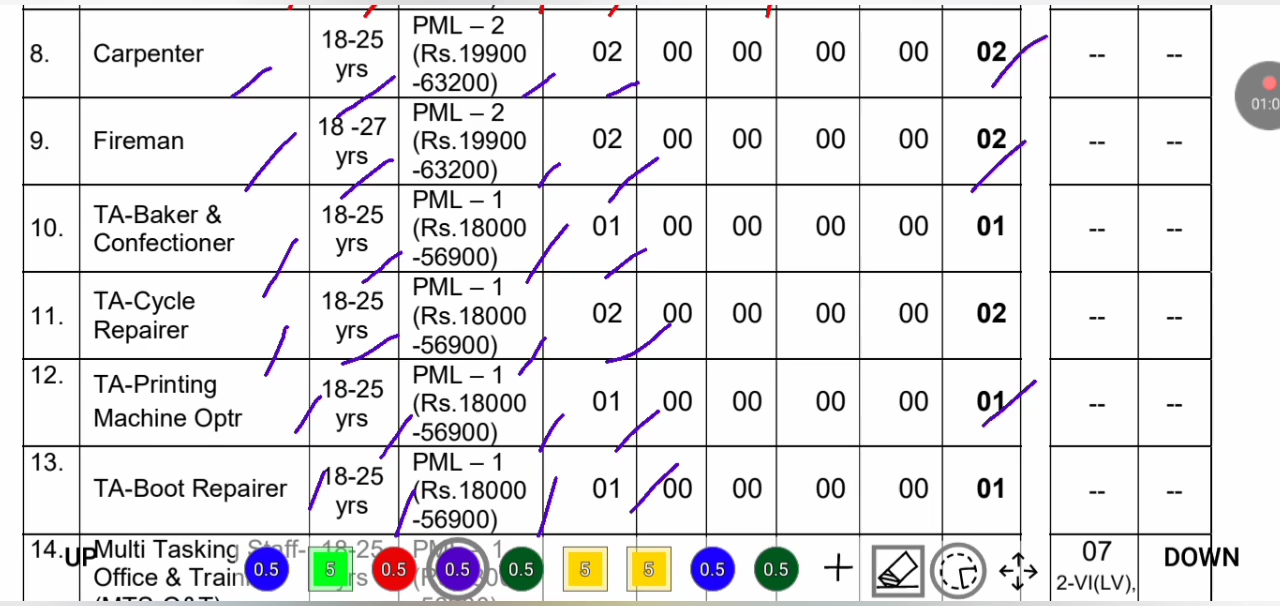 8. Carpenter 18-25 yrs PML – 2 (Rs.19900 -63200) 02 00 00 00 00 02 -- --
9. Fireman 18 -27 yrs PML – 2 (Rs.19900 -63200) 02 00 00 00 00 02 -- --
10. TA-Baker & Confectioner 18-25 yrs PML – 1 (Rs.18000 -56900) 01 00 00 00 00 01 -- --
11. TA-Cycle Repairer 18-25 yrs PML – 1 (Rs.18000 -56900) 02 00 00 00 00 02 -- --
12. TA-Printing Machine Optr 18-25 yrs PML – 1 (Rs.18000 -56900) 01 00 00 00 00 01 -- --
13. TA-Boot Repairer 18-25 yrs PML – 1 (Rs.18000 -56900) 01 00 00 00 00 01 -- --
14. Multi Tasking Staff- Office & 18-25 PML – 1 07 2-VI(LV),
UP 0.5 5 0.5 0.5 0.5 5 5 0.5 0.5 DOWN